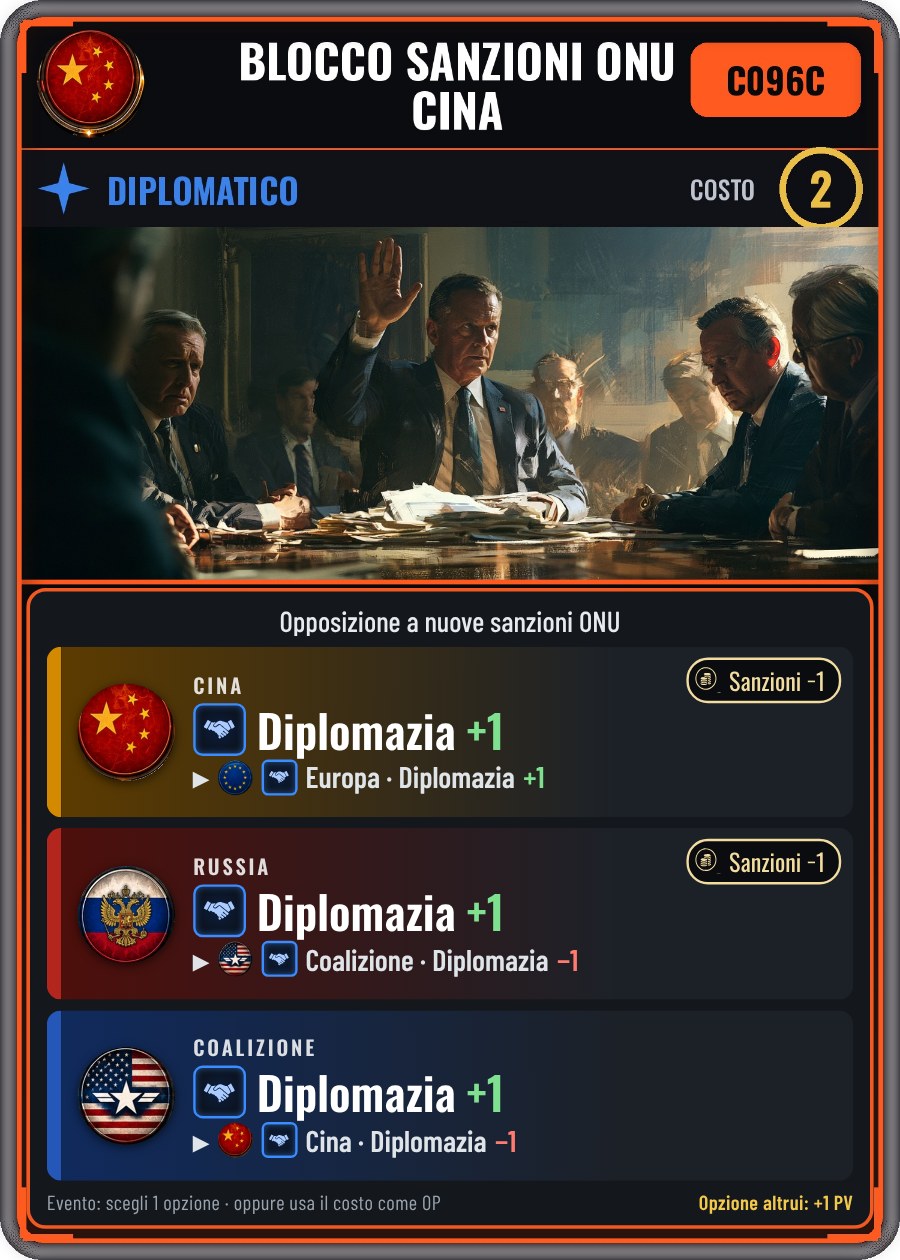 BLOCCO SANZIONI ONU
CINA
C096C
DIPLOMATICO
COSTO
2
Opposizione a nuove sanzioni ONU
CINA
Sanzioni -1
Diplomazia +1
▶ Europa · Diplomazia +1
RUSSIA
Sanzioni -1
Diplomazia +1
▶ Coalizione · Diplomazia −1
COALIZIONE
Diplomazia +1
▶ Cina · Diplomazia −1
Evento: scegli 1 opzione · oppure usa il costo come OP
Opzione altrui: +1 PV